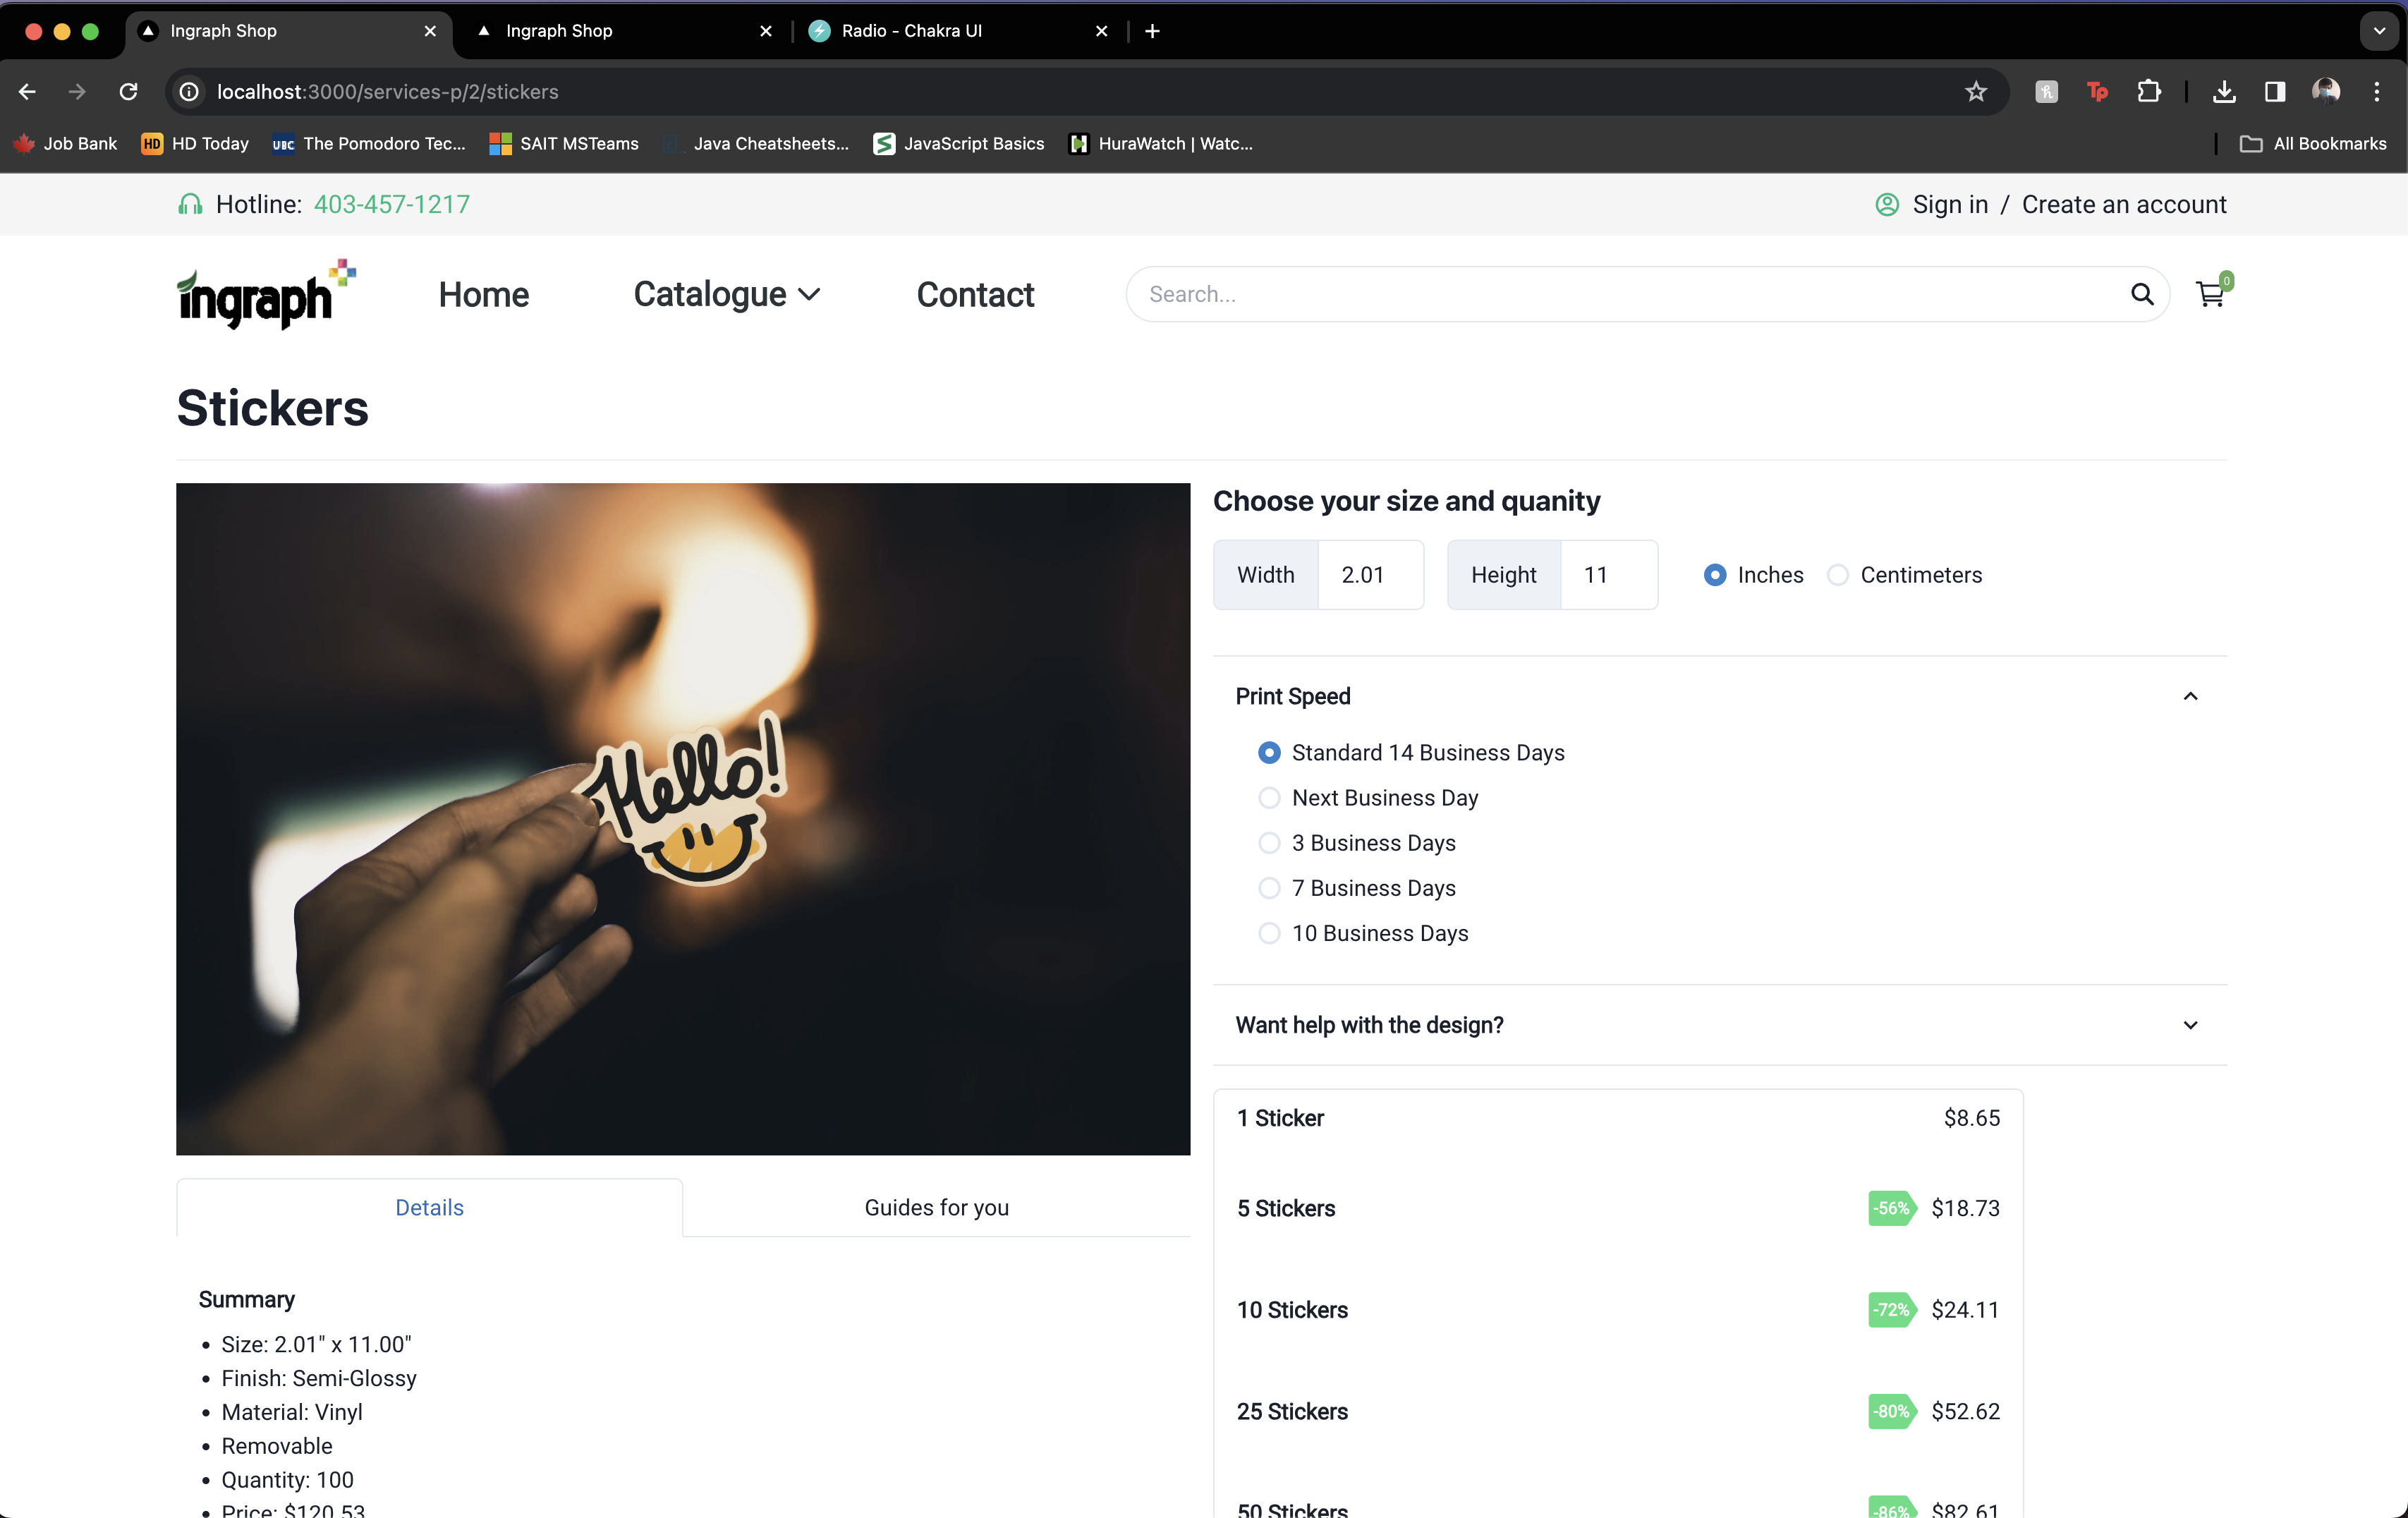 Ingraph Shop
Ingraph Shop
Radio - Chakra UI
localhost:3000/services-p/2/stickers
Tp
Job Bank
HD HD Today
UBC The Pomodoro Tec...
SAIT MSTeams
Java Cheatsheets...
JavaScript Basics
HuraWatch | Watc...
All Bookmarks
Hotline: 403-457-1217
Sign in / Create an account
ingraph
Home
Catalogue
Contact
Search...
0
Stickers
Hello!
Choose your size and quanity
Width 2.01
Height 11
Inches
Centimeters
Print Speed
Standard 14 Business Days
Next Business Day
3 Business Days
7 Business Days
10 Business Days
Want help with the design?
1 Sticker $8.65
5 Stickers -56% $18.73
10 Stickers -72% $24.11
25 Stickers -80% $52.62
50 Stickers -86% $82.61
Details
Guides for you
Summary
• Size: 2.01" x 11.00"
• Finish: Semi-Glossy
• Material: Vinyl
• Removable
• Quantity: 100
• Price: $120.53